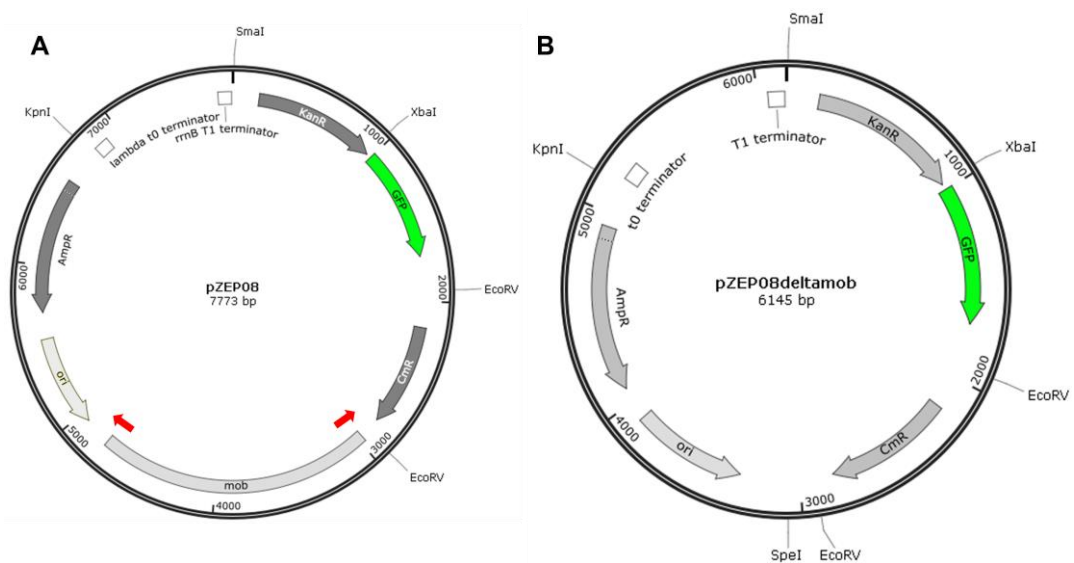 A
SmaI
KpnI
7000
lambda t0 terminator
rrnB T1 terminator
KanR
1000
XbaI
GFP
AmpR
6000
pZEP08
7773 bp
2000
EcoRV
CmR
ori
5000
mob
3000
EcoRV
4000
B
SmaI
6000
KpnI
T1 terminator
KanR
1000
XbaI
t0 terminator
5000
GFP
AmpR
pZEP08deltamob
6145 bp
2000
EcoRV
4000
ori
CmR
3000
SpeI
EcoRV